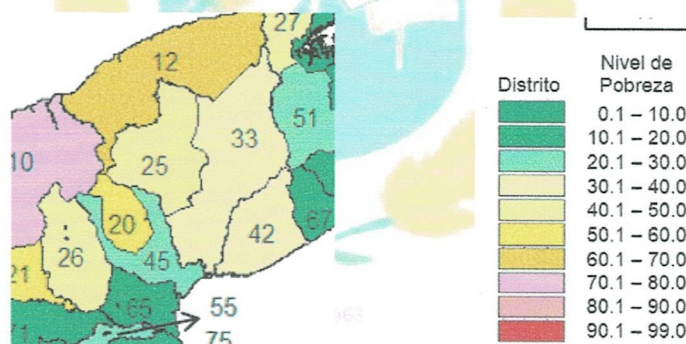 27
12
51
33
10
25
67
20
42
45
26
21
65
55
71
75
Distrito
Nivel de
Pobreza
0.1 – 10.0
10.1 – 20.0
20.1 – 30.0
30.1 – 40.0
40.1 – 50.0
50.1 – 60.0
60.1 – 70.0
70.1 – 80.0
80.1 – 90.0
90.1 – 99.0